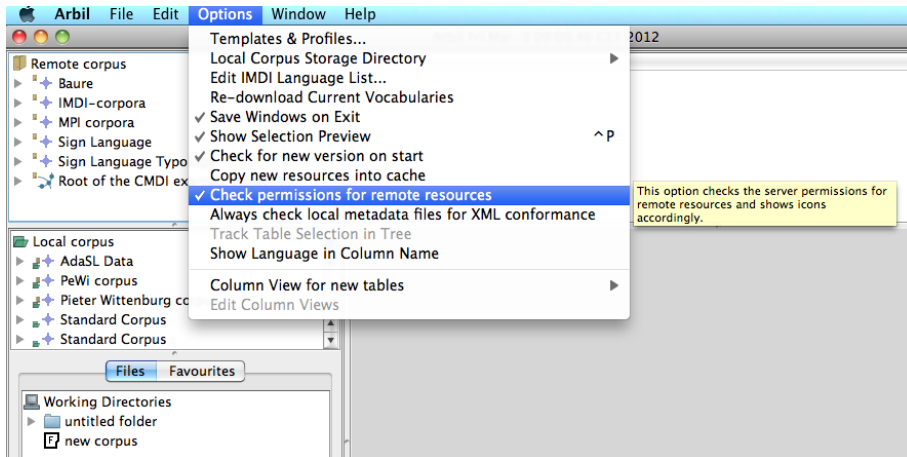 Arbil File Edit Options Window Help
2012
Templates & Profiles...
Local Corpus Storage Directory
Edit IMDI Language List...
Re-download Current Vocabularies
Save Windows on Exit
Show Selection Preview ^P
Check for new version on start
Copy new resources into cache
Check permissions for remote resources
Always check local metadata files for XML conformance
Track Table Selection in Tree
Show Language in Column Name
Column View for new tables
Edit Column Views
This option checks the server permissions for
remote resources and shows icons
accordingly.
Remote corpus
Baure
IMDI-corpora
MPI corpora
Sign Language
Sign Language Typo
Root of the CMDI ex
Local corpus
AdaSL Data
PeWi corpus
Pieter Wittenburg co
Standard Corpus
Standard Corpus
Files Favourites
Working Directories
untitled folder
new corpus